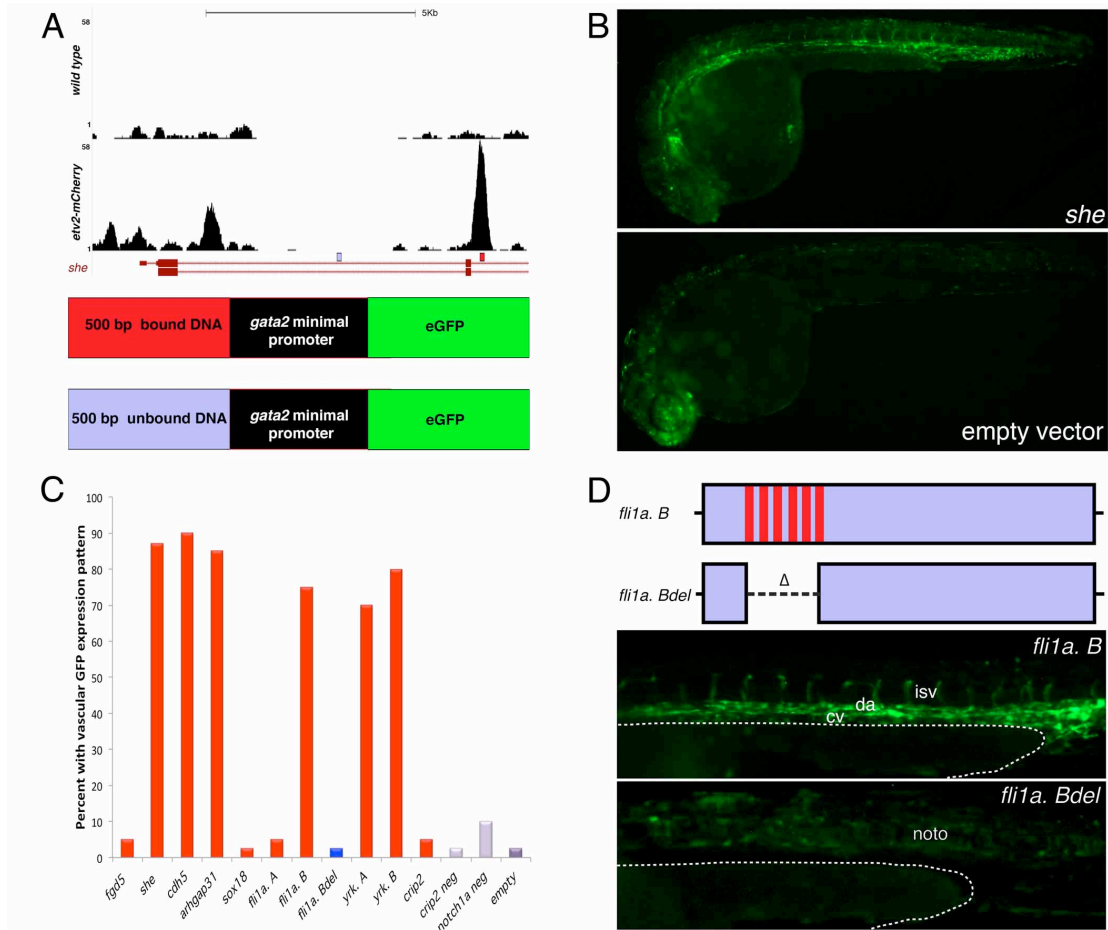 A
5Kb
58
wild type
1
58
etv2-mCherry
1
she
500 bp bound DNA
gata2 minimal
promoter
eGFP
500 bp unbound DNA
gata2 minimal
promoter
eGFP
B
she
empty vector
C
Percent with vascular GFP expression pattern
100
90
80
70
60
50
40
30
20
10
0
fgd5
she
cdh5
arhgap31
sox18
fli1a. A
fli1a. B
fli1a. Bdel
yrk. A
yrk. B
crip2
crip2 neg
notch1a neg
empty
D
fli1a. B
Δ
fli1a. Bdel
fli1a. B
isv
da
cv
fli1a. Bdel
noto